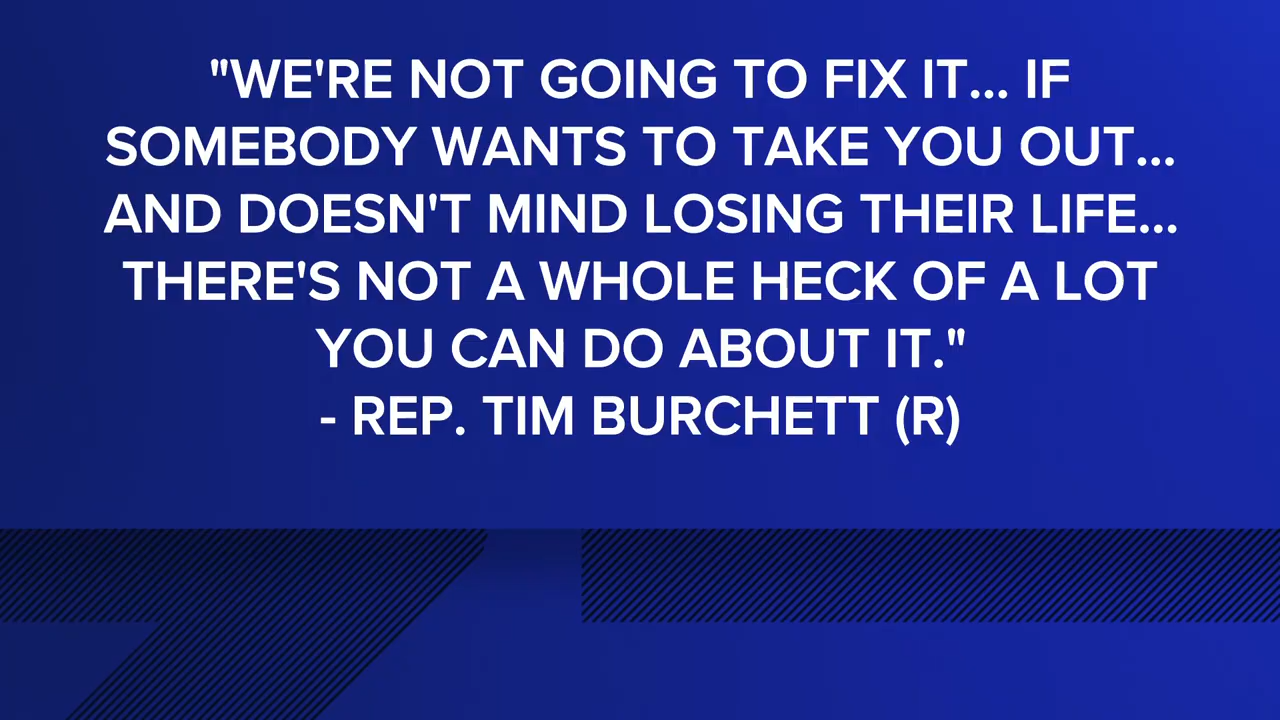 "WE'RE NOT GOING TO FIX IT... IF
SOMEBODY WANTS TO TAKE YOU OUT...
AND DOESN'T MIND LOSING THEIR LIFE...
THERE'S NOT A WHOLE HECK OF A LOT
YOU CAN DO ABOUT IT."
- REP. TIM BURCHETT (R)